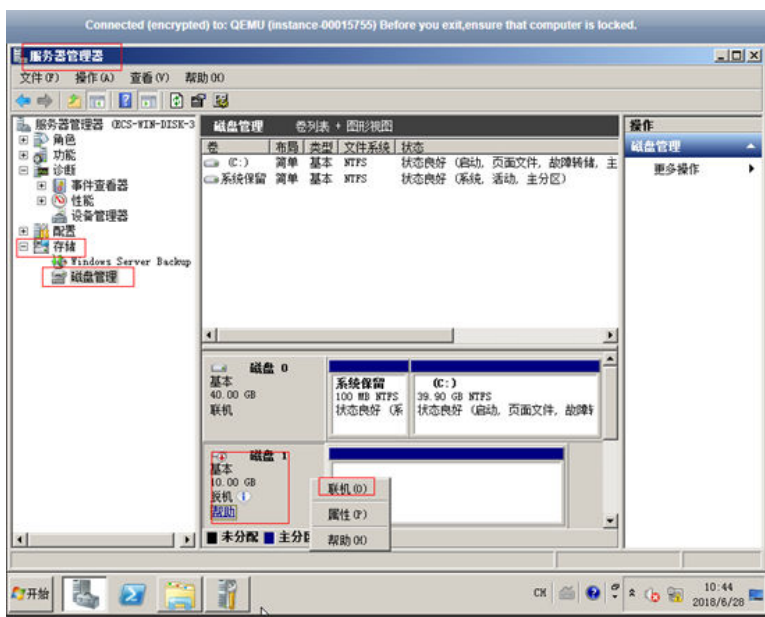 Connected (encrypted) to: QEMU (instance-00015755) Before you exit,ensure that computer is locked.
服务器管理器
文件(F) 操作(A) 查看(V) 帮助(H)
服务器管理器 (ECS-WIN-DISK-3
角色
功能
诊断
事件查看器
性能
设备管理器
配置
存储
Windows Server Backup
磁盘管理
磁盘管理 卷列表 + 图形视图
卷 布局 类型 文件系统 状态
(C:) 简单 基本 NTFS 状态良好 (启动, 页面文件, 故障转储, 主
系统保留 简单 基本 NTFS 状态良好 (系统, 活动, 主分区)
磁盘 0
基本
40.00 GB
联机
系统保留
100 MB NTFS
状态良好 (系
(C:)
39.90 GB NTFS
状态良好 (启动, 页面文件, 故障转
磁盘 1
基本
10.00 GB
脱机
帮助
联机(O)
属性(P)
帮助(H)
未分配 主分
操作
磁盘管理
更多操作
开始
CH
10:44
2018/6/28